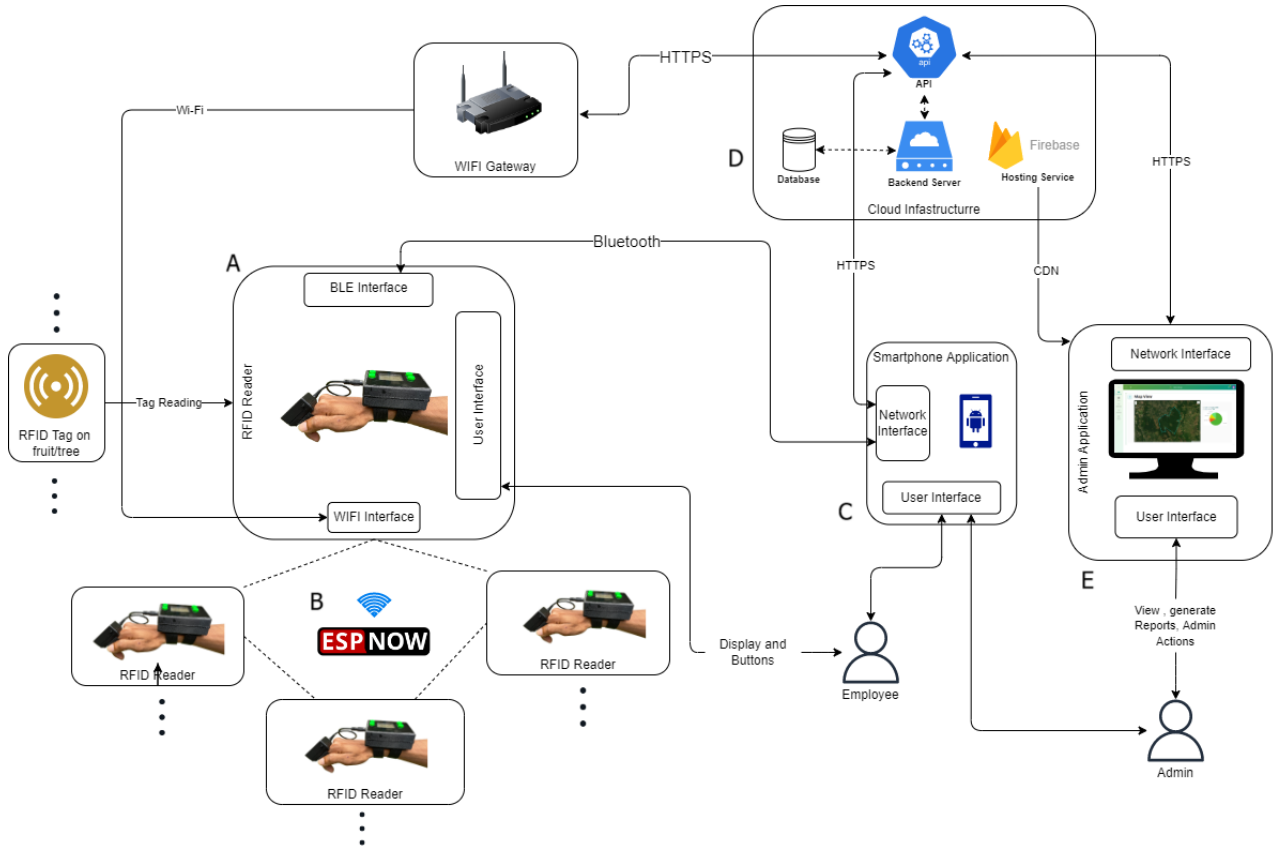 HTTPS
api
API
Wi-Fi
WIFI Gateway
D
Database
Backend Server
Firebase
Hosting Service
Cloud Infastructurre
HTTPS
Bluetooth
HTTPS
CDN
A
BLE Interface
RFID Reader
User Interface
WIFI Interface
RFID Tag on
fruit/tree
Tag Reading
Smartphone Application
Network
Interface
User Interface
C
Network Interface
Admin Application
Map View
User Interface
E
B
ESPNOW
RFID Reader
RFID Reader
RFID Reader
Display and
Buttons
Employee
View , generate
Reports, Admin
Actions
Admin